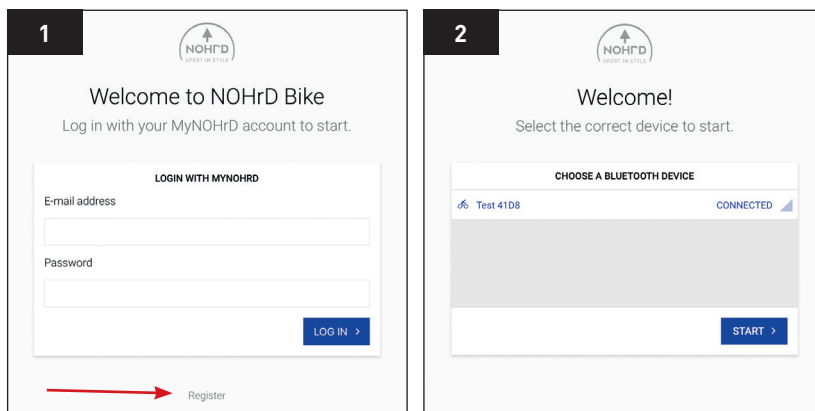 1
NOHrD
SPORT IN STYLE
Welcome to NOHrD Bike
Log in with your MyNOHrD account to start.
LOGIN WITH MYNOHRD
E-mail address
Password
LOG IN >
Register
2
NOHrD
SPORT IN STYLE
Welcome!
Select the correct device to start.
CHOOSE A BLUETOOTH DEVICE
Test 41D8 CONNECTED
START >